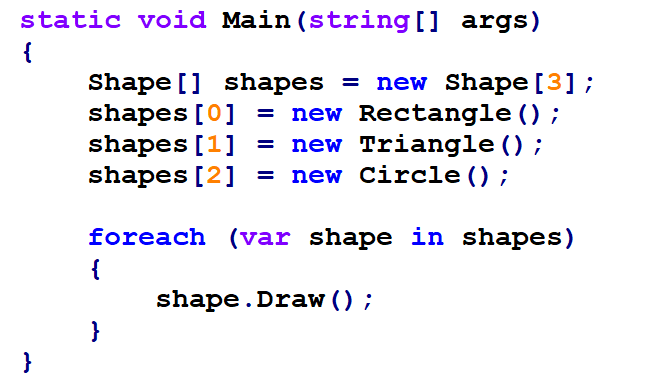 static void Main(string[] args)
{
    Shape[] shapes = new Shape[3];
    shapes[0] = new Rectangle();
    shapes[1] = new Triangle();
    shapes[2] = new Circle();

    foreach (var shape in shapes)
    {
        shape.Draw();
    }
}